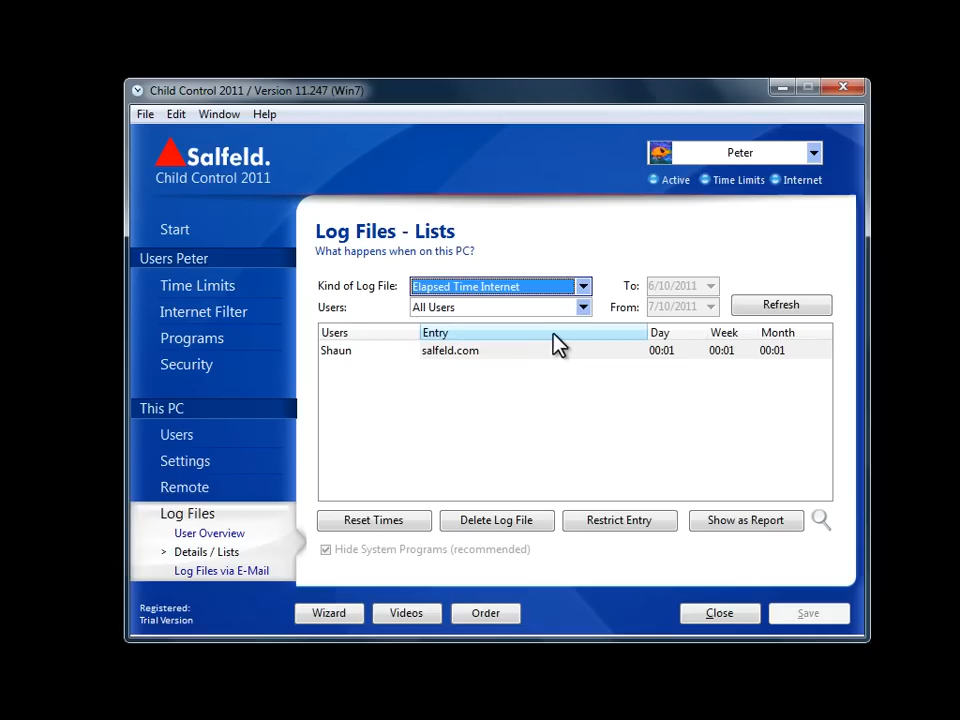 Child Control 2011 / Version 11.247 (Win7)
File Edit Window Help
Salfeld.
Child Control 2011
Peter
Active Time Limits Internet
Start
Users Peter
Time Limits
Internet Filter
Programs
Security
This PC
Users
Settings
Remote
Log Files
User Overview
> Details / Lists
Log Files via E-Mail
Registered:
Trial Version
Log Files - Lists
What happens when on this PC?
Kind of Log File: Elapsed Time Internet To: 6/10/2011
Users: All Users From: 7/10/2011 Refresh
Users Entry Day Week Month
Shaun salfeld.com 00:01 00:01 00:01
Reset Times Delete Log File Restrict Entry Show as Report
Hide System Programs (recommended)
Wizard Videos Order Close Save